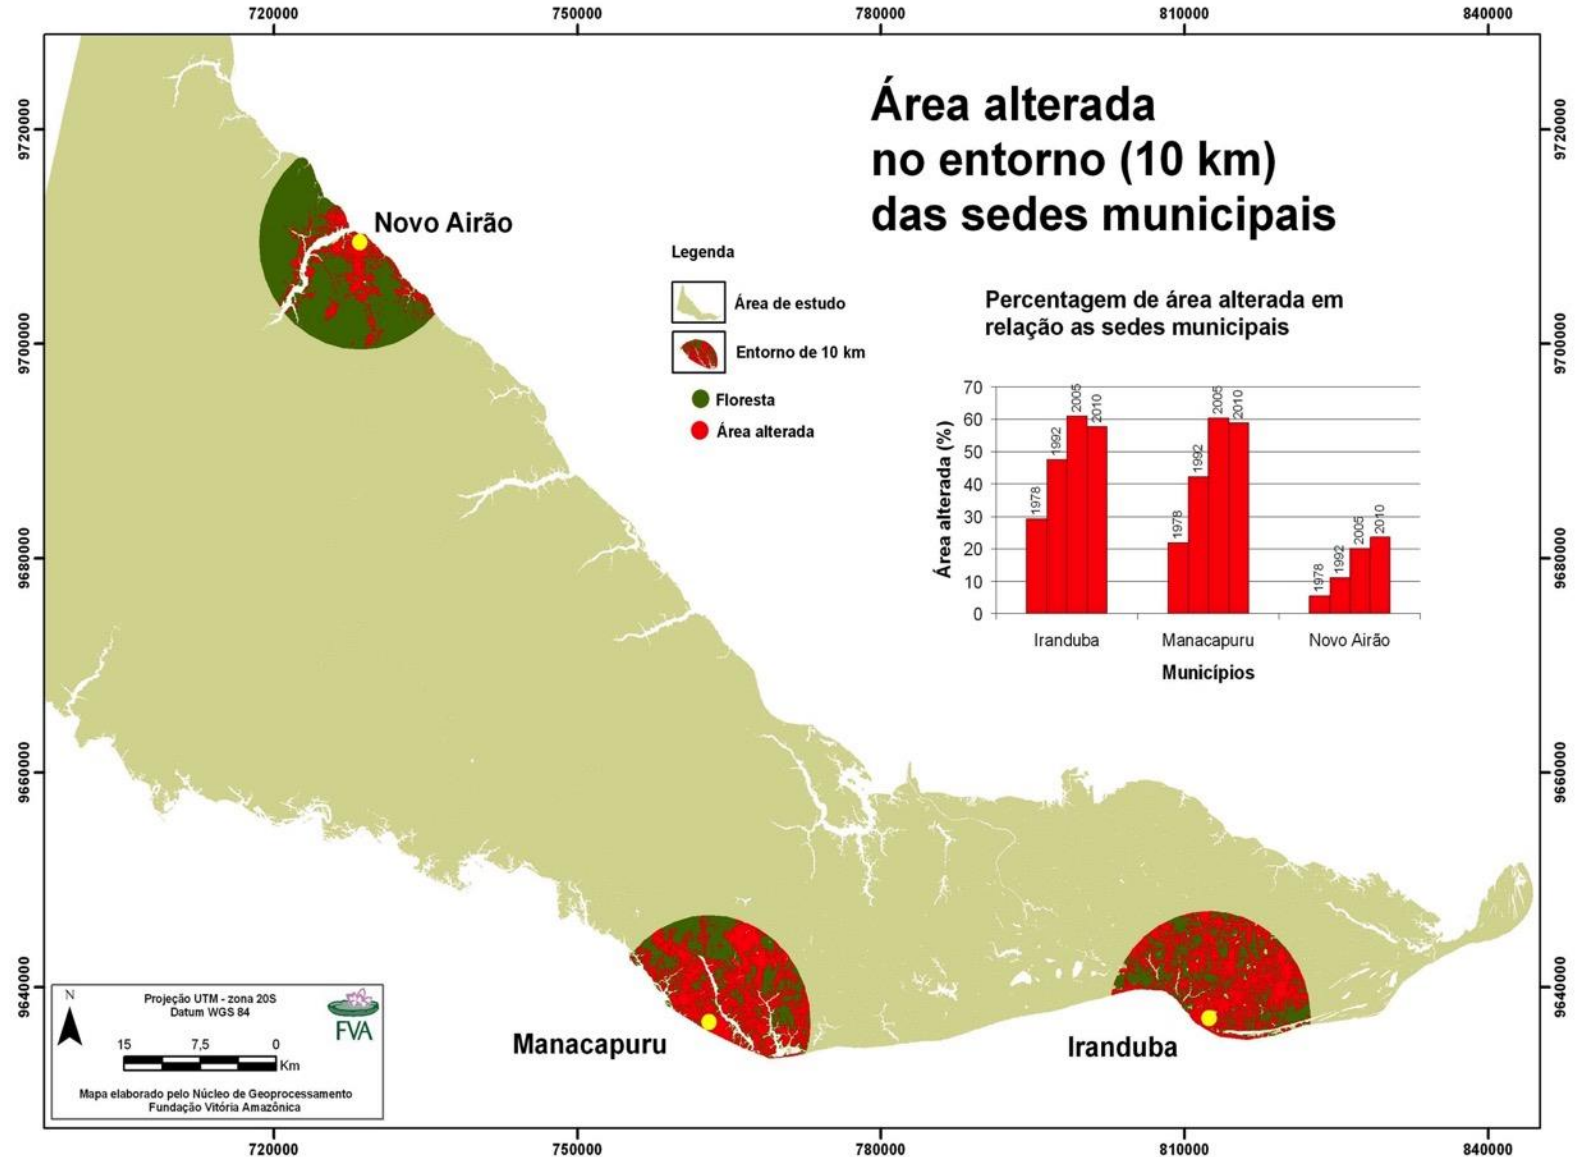 720000 750000 780000 810000 840000
9720000
9700000
9680000
9660000
9640000
9720000
9700000
9680000
9660000
9640000
Área alterada
no entorno (10 km)
das sedes municipais
Novo Airão
Legenda
Área de estudo
Entorno de 10 km
Floresta
Área alterada
Percentagem de área alterada em
relação as sedes municipais
Área alterada (%)
70
60
50
40
30
20
10
0
1978 1992 2005 2010
1978 1992 2005 2010
1978 1992 2005 2010
Iranduba Manacapuru Novo Airão
Municípios
Manacapuru
Iranduba
N
Projeção UTM - zona 20S
Datum WGS 84
FVA
15 7,5 0
Km
Mapa elaborado pelo Núcleo de Geoprocessamento
Fundação Vitória Amazônica
720000 750000 780000 810000 840000